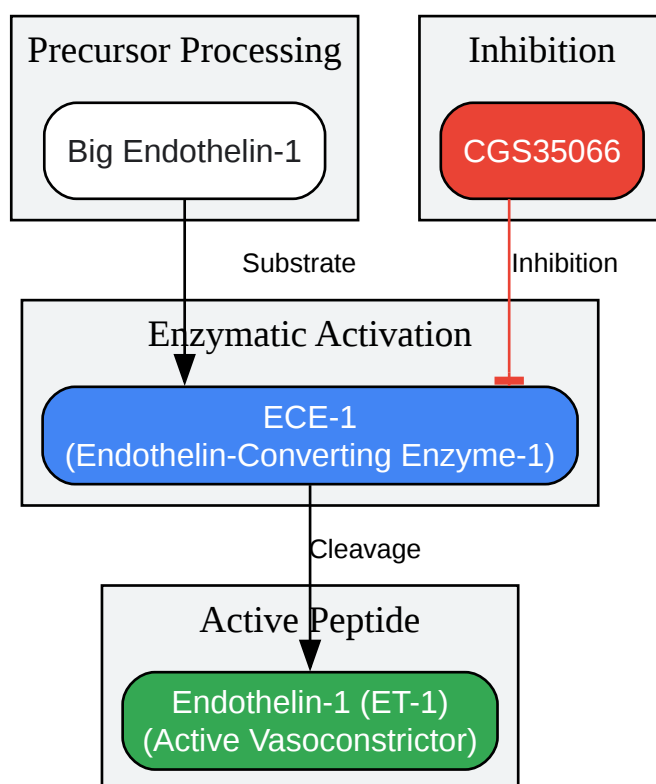 Precursor Processing
Inhibition
Big Endothelin-1
CGS35066
Substrate
Inhibition
Enzymatic Activation
ECE-1
(Endothelin-Converting Enzyme-1)
Cleavage
Active Peptide
Endothelin-1 (ET-1)
(Active Vasoconstrictor)